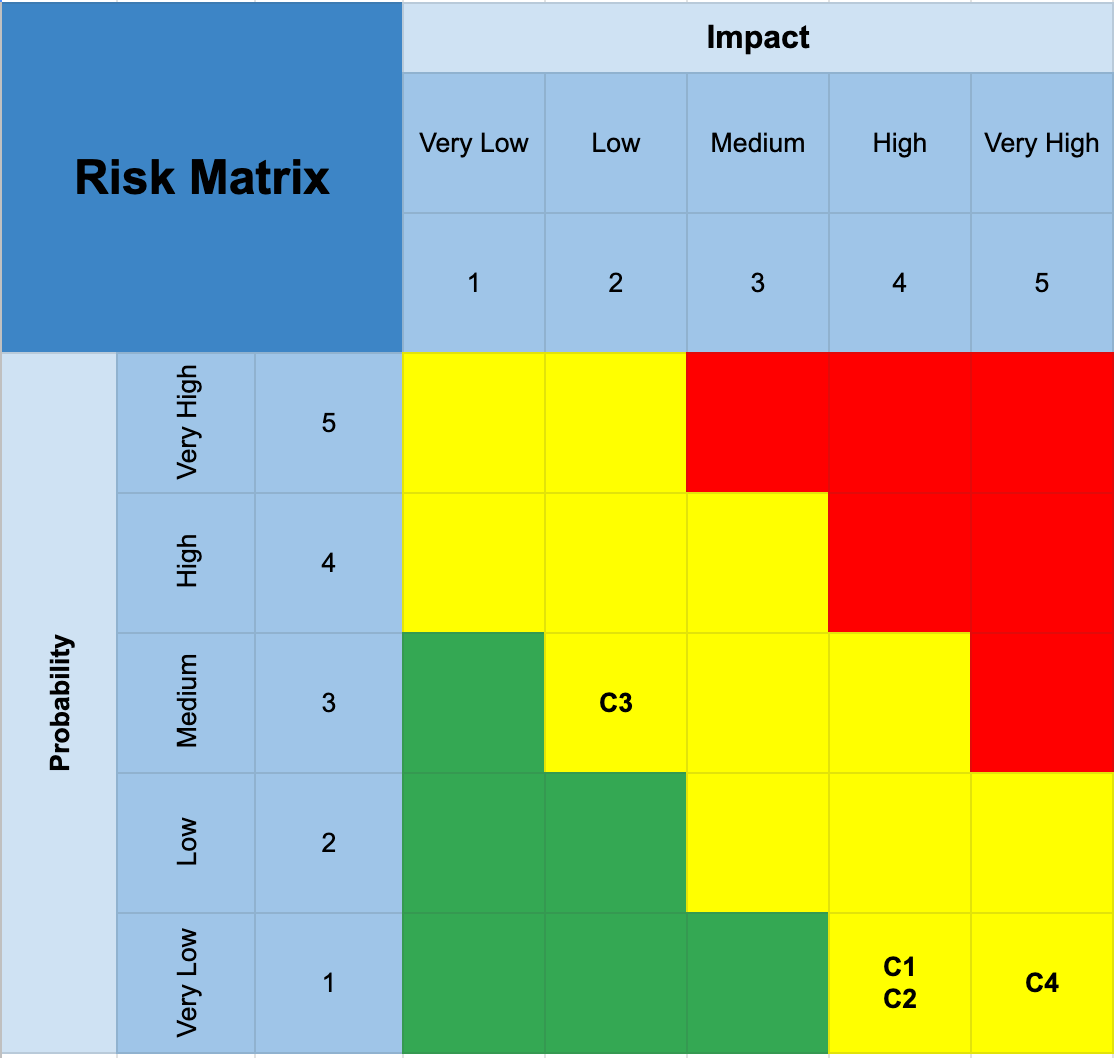 Risk Matrix
Impact
Very Low
Low
Medium
High
Very High
1
2
3
4
5
Probability
Very High
5
High
4
Medium
3
C3
Low
2
Very Low
1
C1
C2
C4